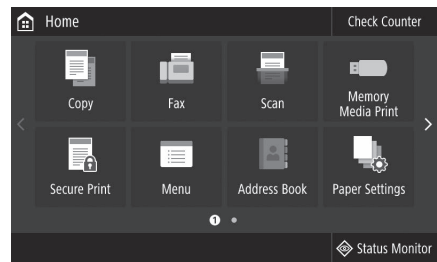 Home
Check Counter
Copy
Fax
Scan
Memory
Media Print
Secure Print
Menu
Address Book
Paper Settings
1
Status Monitor